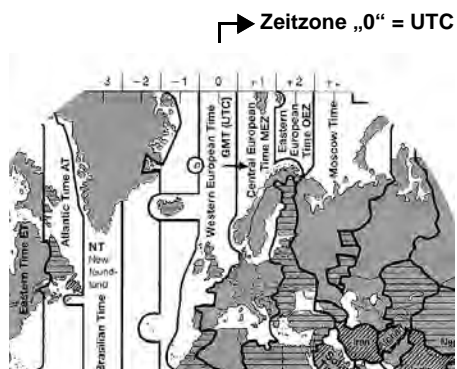 Zeitzone „0“ = UTC
-3 -2 -1 0 +1 +2
Eastern Time ET
Atlantic Time AT
NT
New
found-
land
Brasilian Time
Western European Time
GMT (UTC)
Central European
Time MEZ
Eastern
European
Time OEZ
Moscow Time
Iran